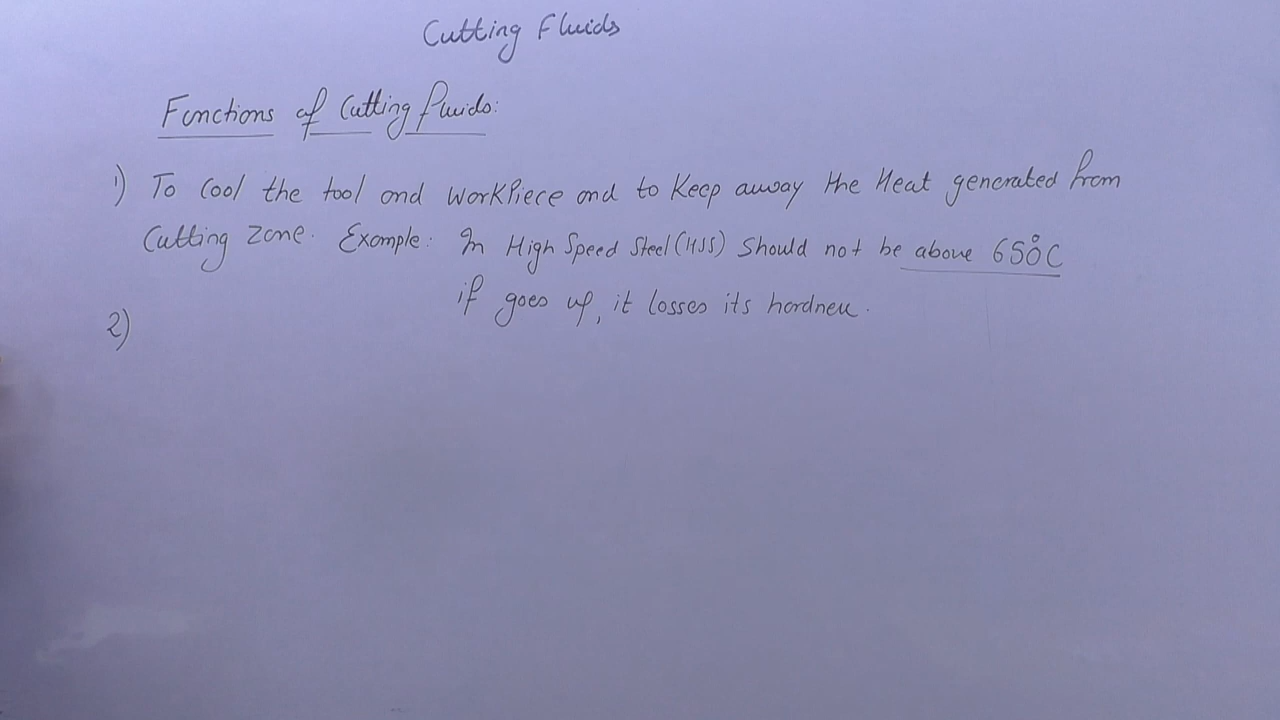 Cutting Fluids
Functions of Cutting fluids:
1) To Cool the tool and Workpiece and to Keep away the Heat generated from
Cutting Zone. Example: In High Speed Steel (HSS) Should not be above 650°C
if goes up, it losses its hardness.
2)